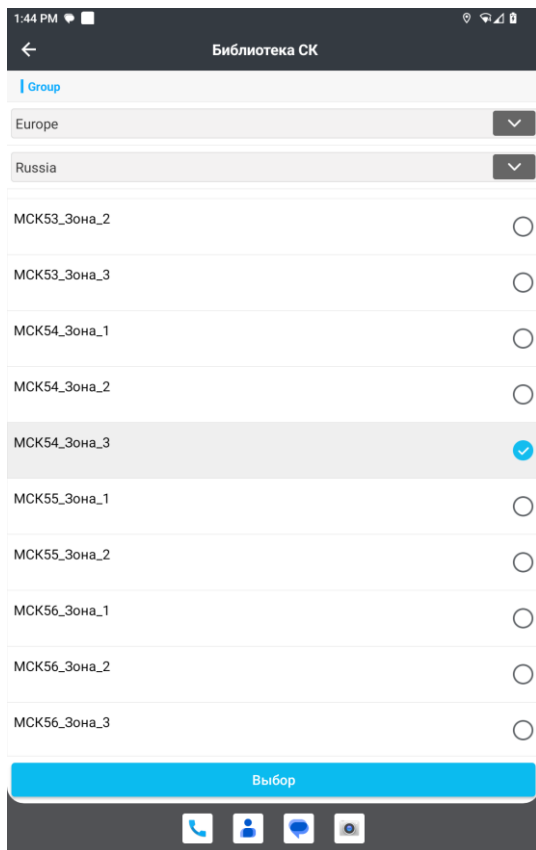 1:44 PM
Библиотека СК
Group
Europe
Russia
МСК53_Зона_2
МСК53_Зона_3
МСК54_Зона_1
МСК54_Зона_2
МСК54_Зона_3
МСК55_Зона_1
МСК55_Зона_2
МСК56_Зона_1
МСК56_Зона_2
МСК56_Зона_3
Выбор